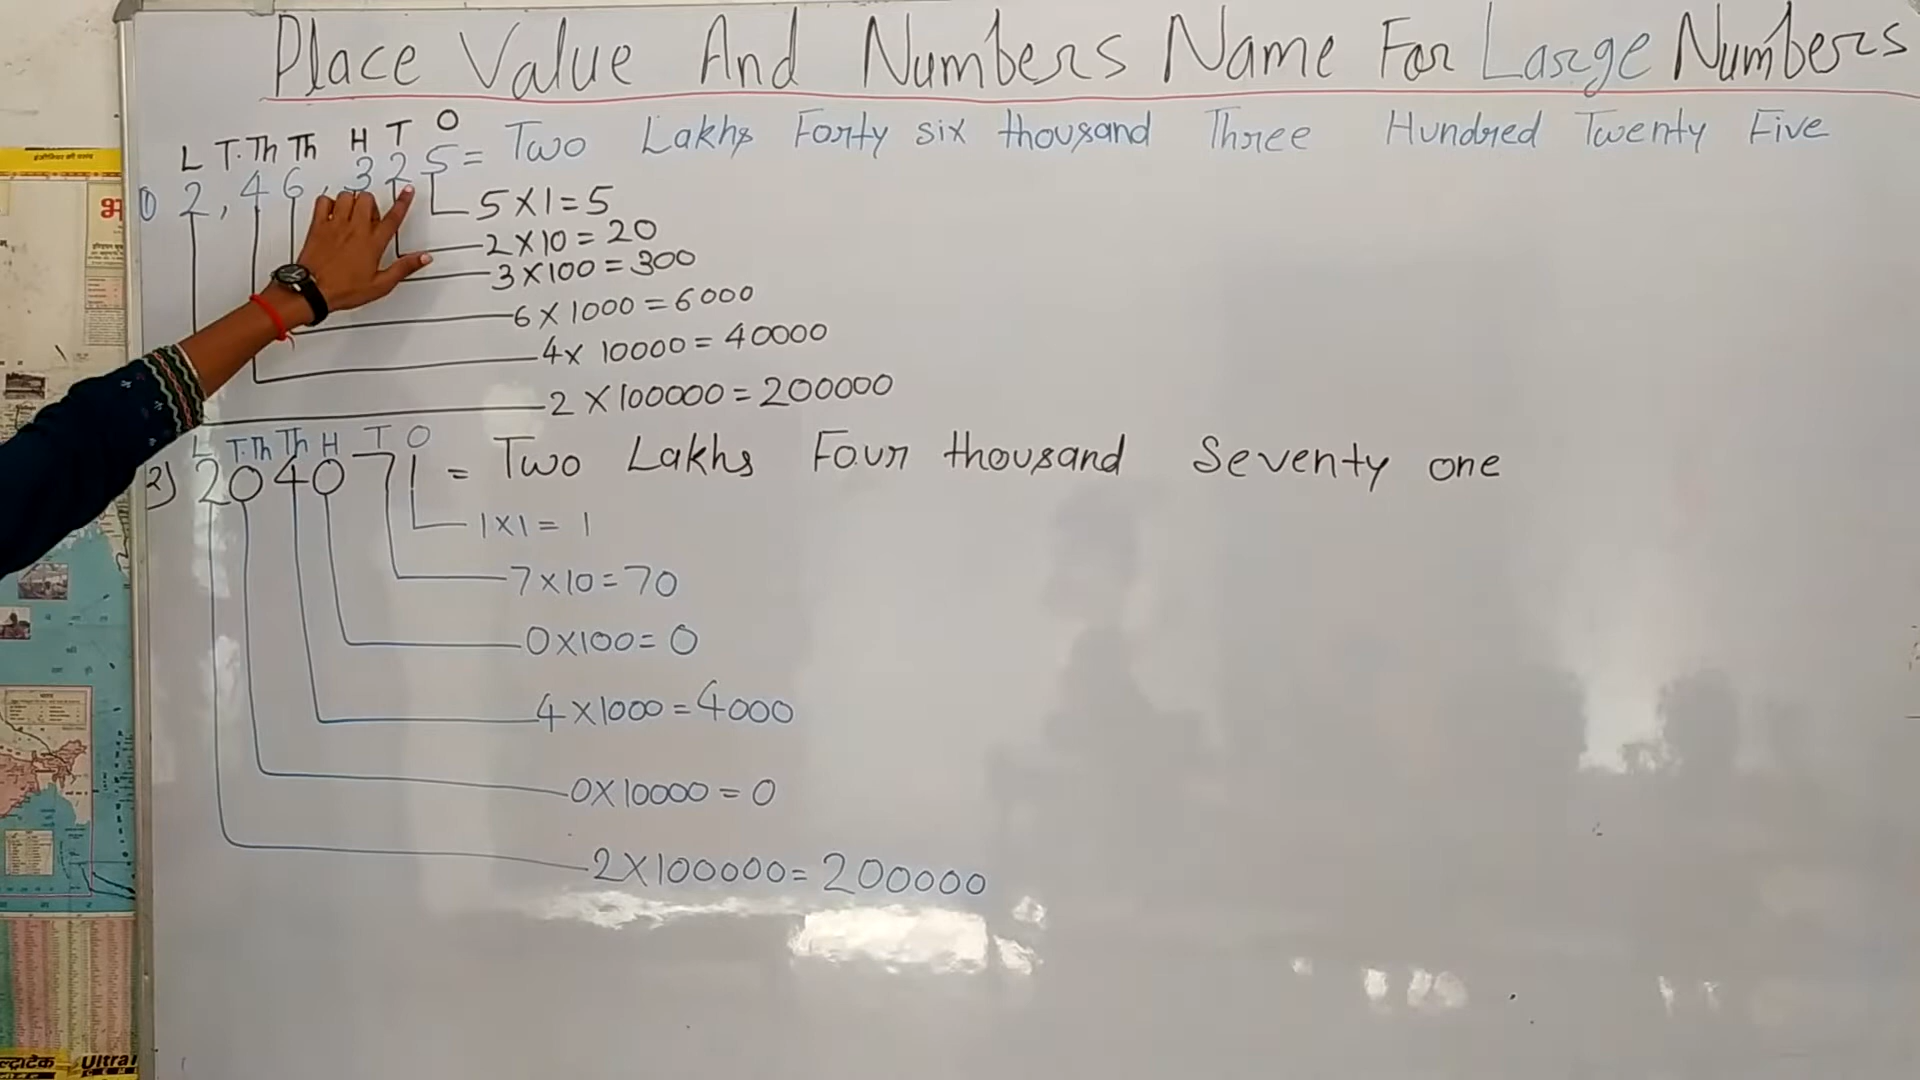 Place Value And Numbers Name For Large Numbers
L T.Th Th H T O
1) 2,46,325 = Two Lakhs Forty six thousand Three Hundred Twenty Five
5 X 1 = 5
2 X 10 = 20
3 X 100 = 300
6 X 1000 = 6000
4 X 10000 = 40000
2 X 100000 = 200000
L T.Th Th H T O
2) 204071 = Two Lakhs Four thousand Seventy one
1 X 1 = 1
7 X 10 = 70
0 X 100 = 0
4 X 1000 = 4000
0 X 10000 = 0
2 X 100000 = 200000
Ultra